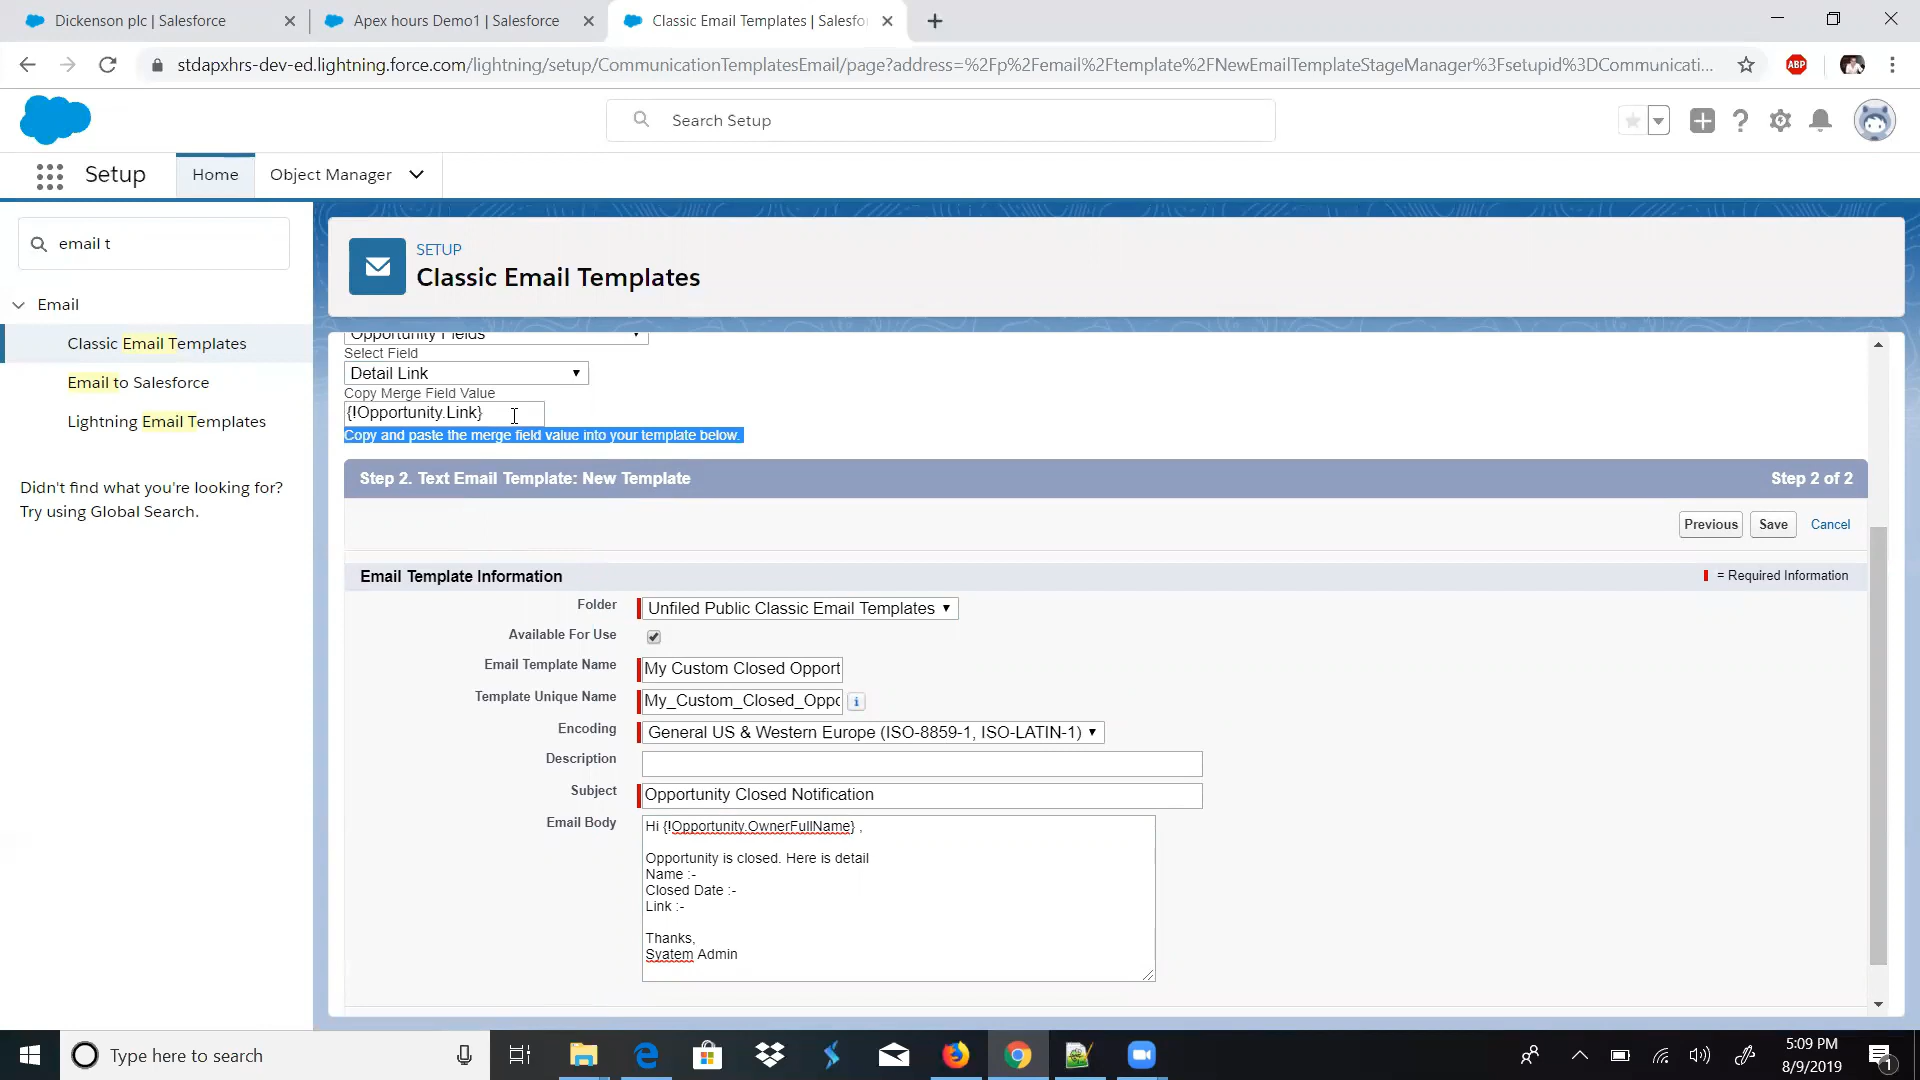 Dickenson plc | Salesforce
Apex hours Demo1 | Salesforce
Classic Email Templates | Salesfo
stdapxhrs-dev-ed.lightning.force.com/lightning/setup/CommunicationTemplatesEmail/page?address=%2Fp%2Femail%2Ftemplate%2FNewEmailTemplateStageManager%3Fsetupid%3DCommunicati...
ABP
Search Setup
Setup
Home
Object Manager
email t
Email
Classic Email Templates
Email to Salesforce
Lightning Email Templates
Didn't find what you're looking for?
Try using Global Search.
SETUP
Classic Email Templates
Opportunity Fields
Select Field
Detail Link
Copy Merge Field Value
{!Opportunity.Link}
Copy and paste the merge field value into your template below.
Step 2. Text Email Template: New Template
Step 2 of 2
Previous
Save
Cancel
Email Template Information
= Required Information
Folder
Unfiled Public Classic Email Templates
Available For Use
Email Template Name
My Custom Closed Opport
Template Unique Name
My_Custom_Closed_Oppo
i
Encoding
General US & Western Europe (ISO-8859-1, ISO-LATIN-1)
Description
Subject
Opportunity Closed Notification
Email Body
Hi {!Opportunity.OwnerFullName} ,
Opportunity is closed. Here is detail
Name :-
Closed Date :-
Link :-
Thanks,
Syatem Admin
Type here to search
5:09 PM
8/9/2019
1